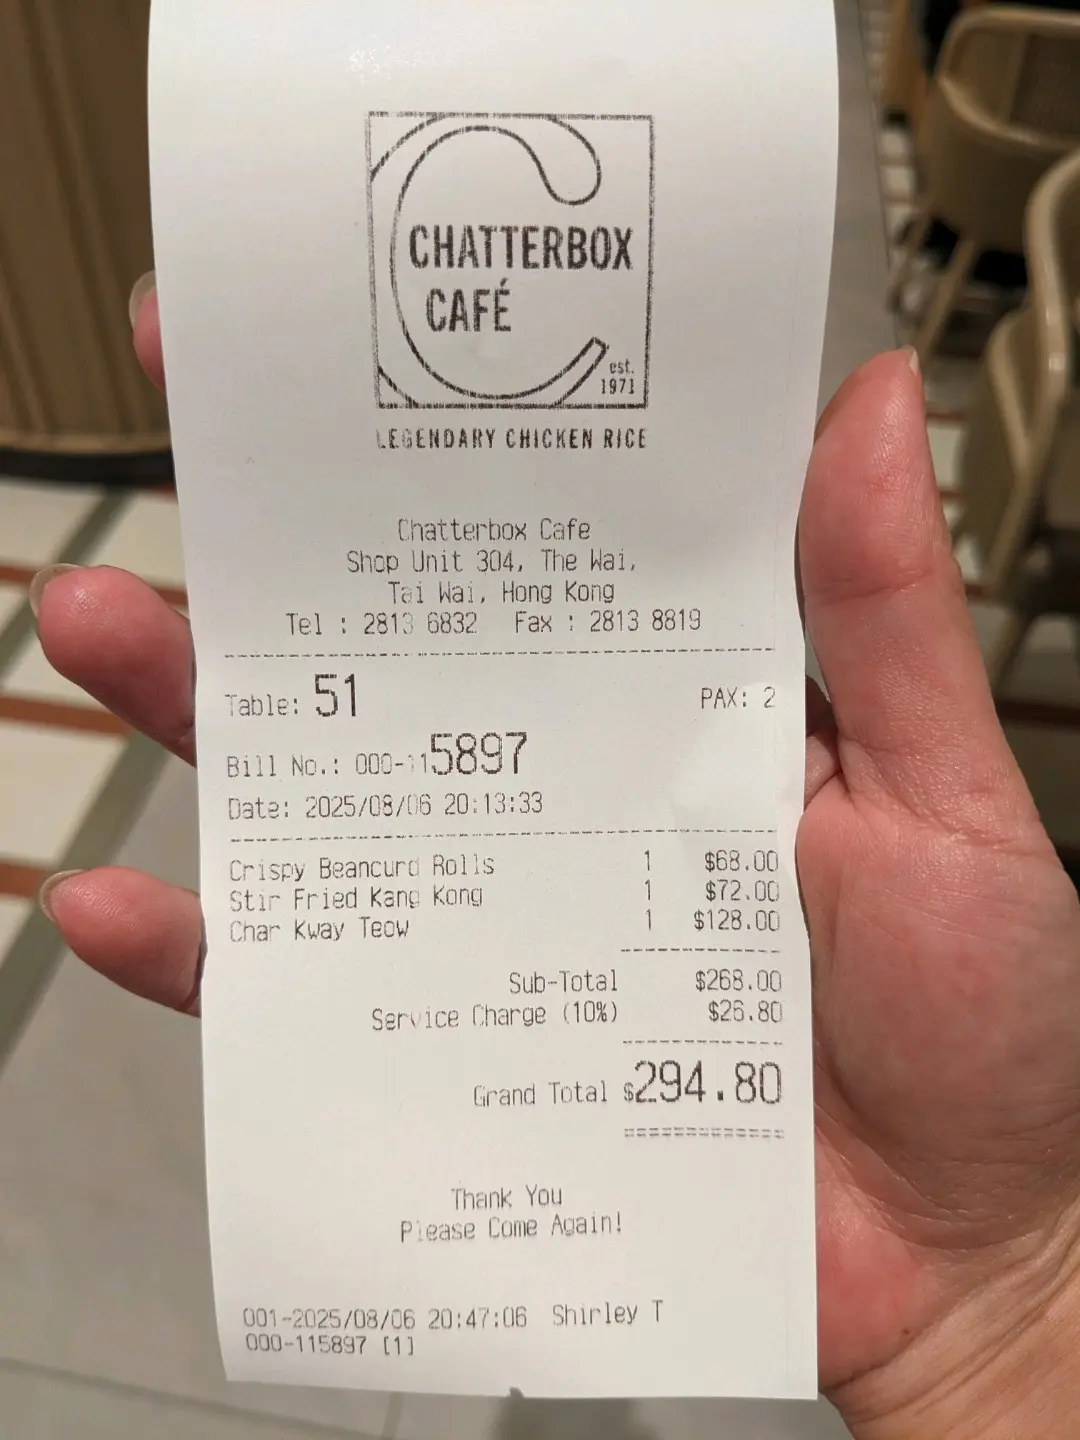 CHATTERBOX
CAFÉ
est.
1971
LEGENDARY CHICKEN RICE
Chatterbox Cafe
Shop Unit 304, The Wai,
Tai Wai, Hong Kong
Tel : 2813 6832 Fax : 2813 8819
Table: 51 PAX: 2
Bill No.: 000-115897
Date: 2025/08/06 20:13:33
Crispy Beancurd Rolls 1 $68.00
Stir Fried Kang Kong 1 $72.00
Char Kway Teow 1 $128.00
Sub-Total $268.00
Service Charge (10%) $26.80
Grand Total $294.80
Thank You
Please Come Again!
001-2025/08/06 20:47:06 Shirley T
000-115897 [1]